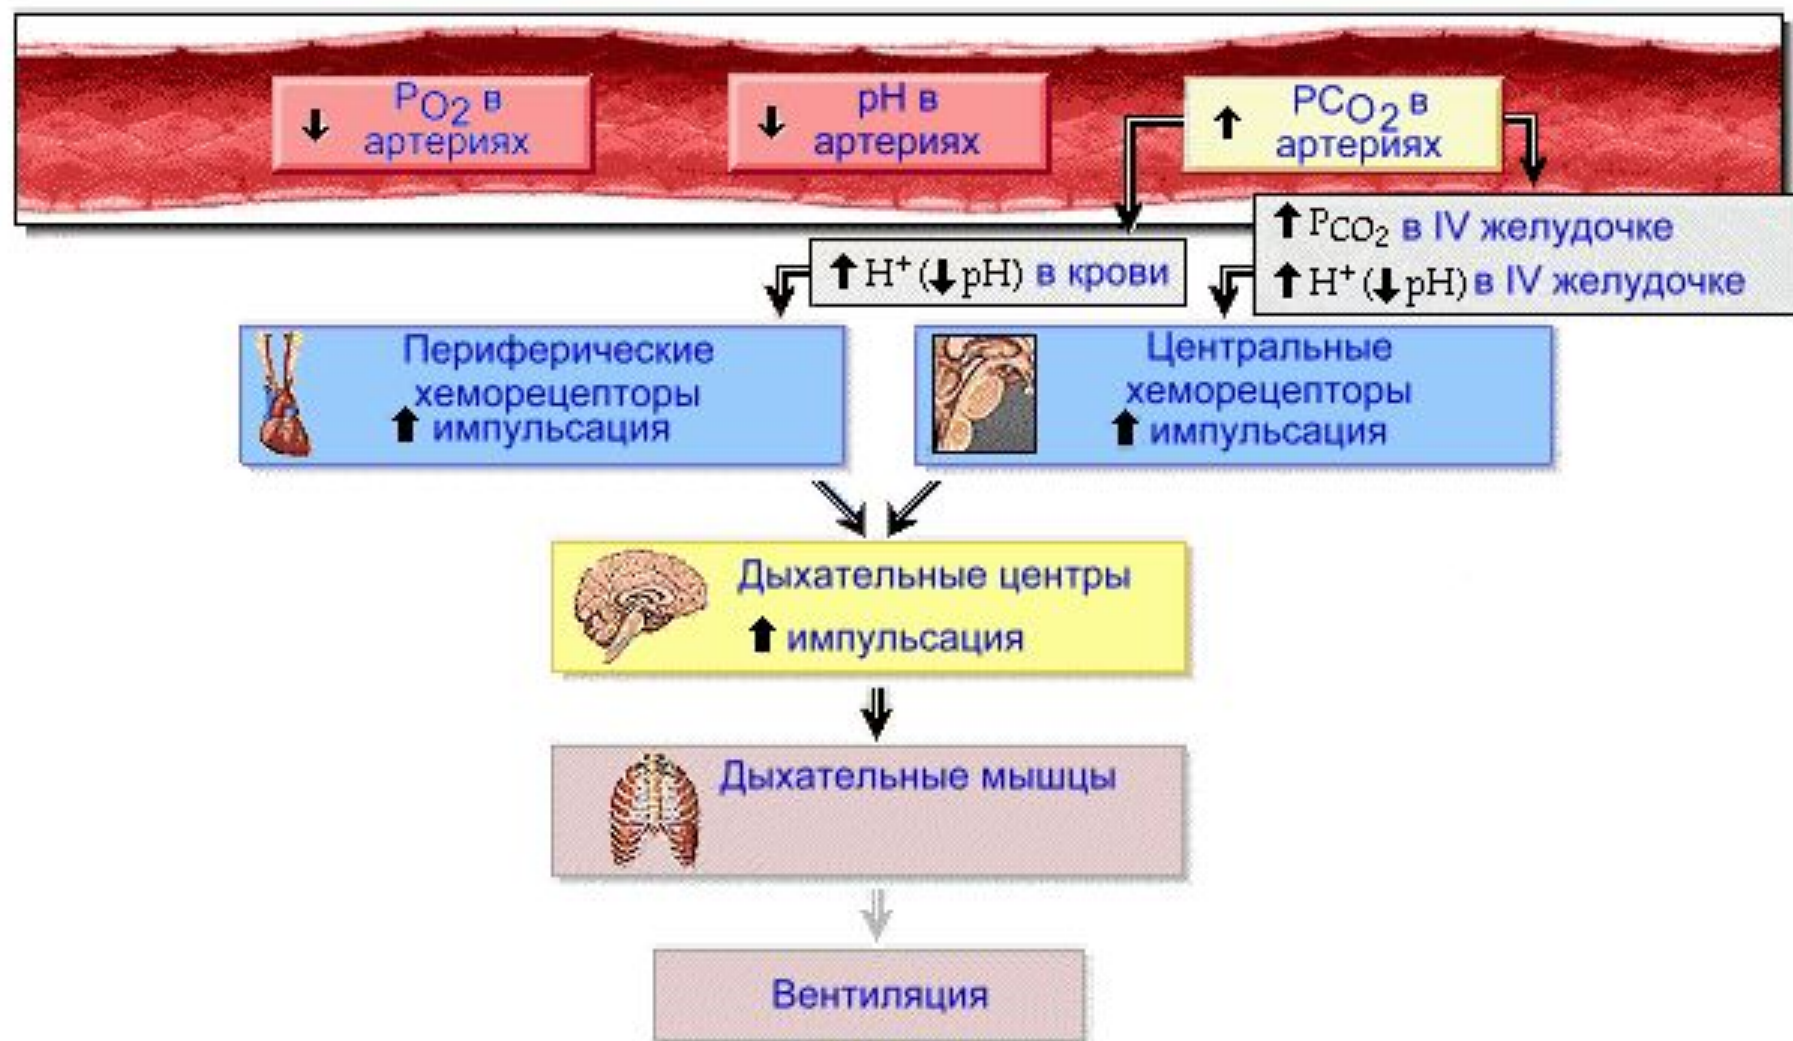 ↓ PO2 в
артериях
↓ pH в
артериях
↑ PCO2 в
артериях
↑ PCO2 в IV желудочке
↑ H+ (↓ pH) в IV желудочке
↑ H+ (↓ pH) в крови
Периферические
хеморецепторы
↑ импульсация
Центральные
хеморецепторы
↑ импульсация
Дыхательные центры
↑ импульсация
Дыхательные мышцы
Вентиляция